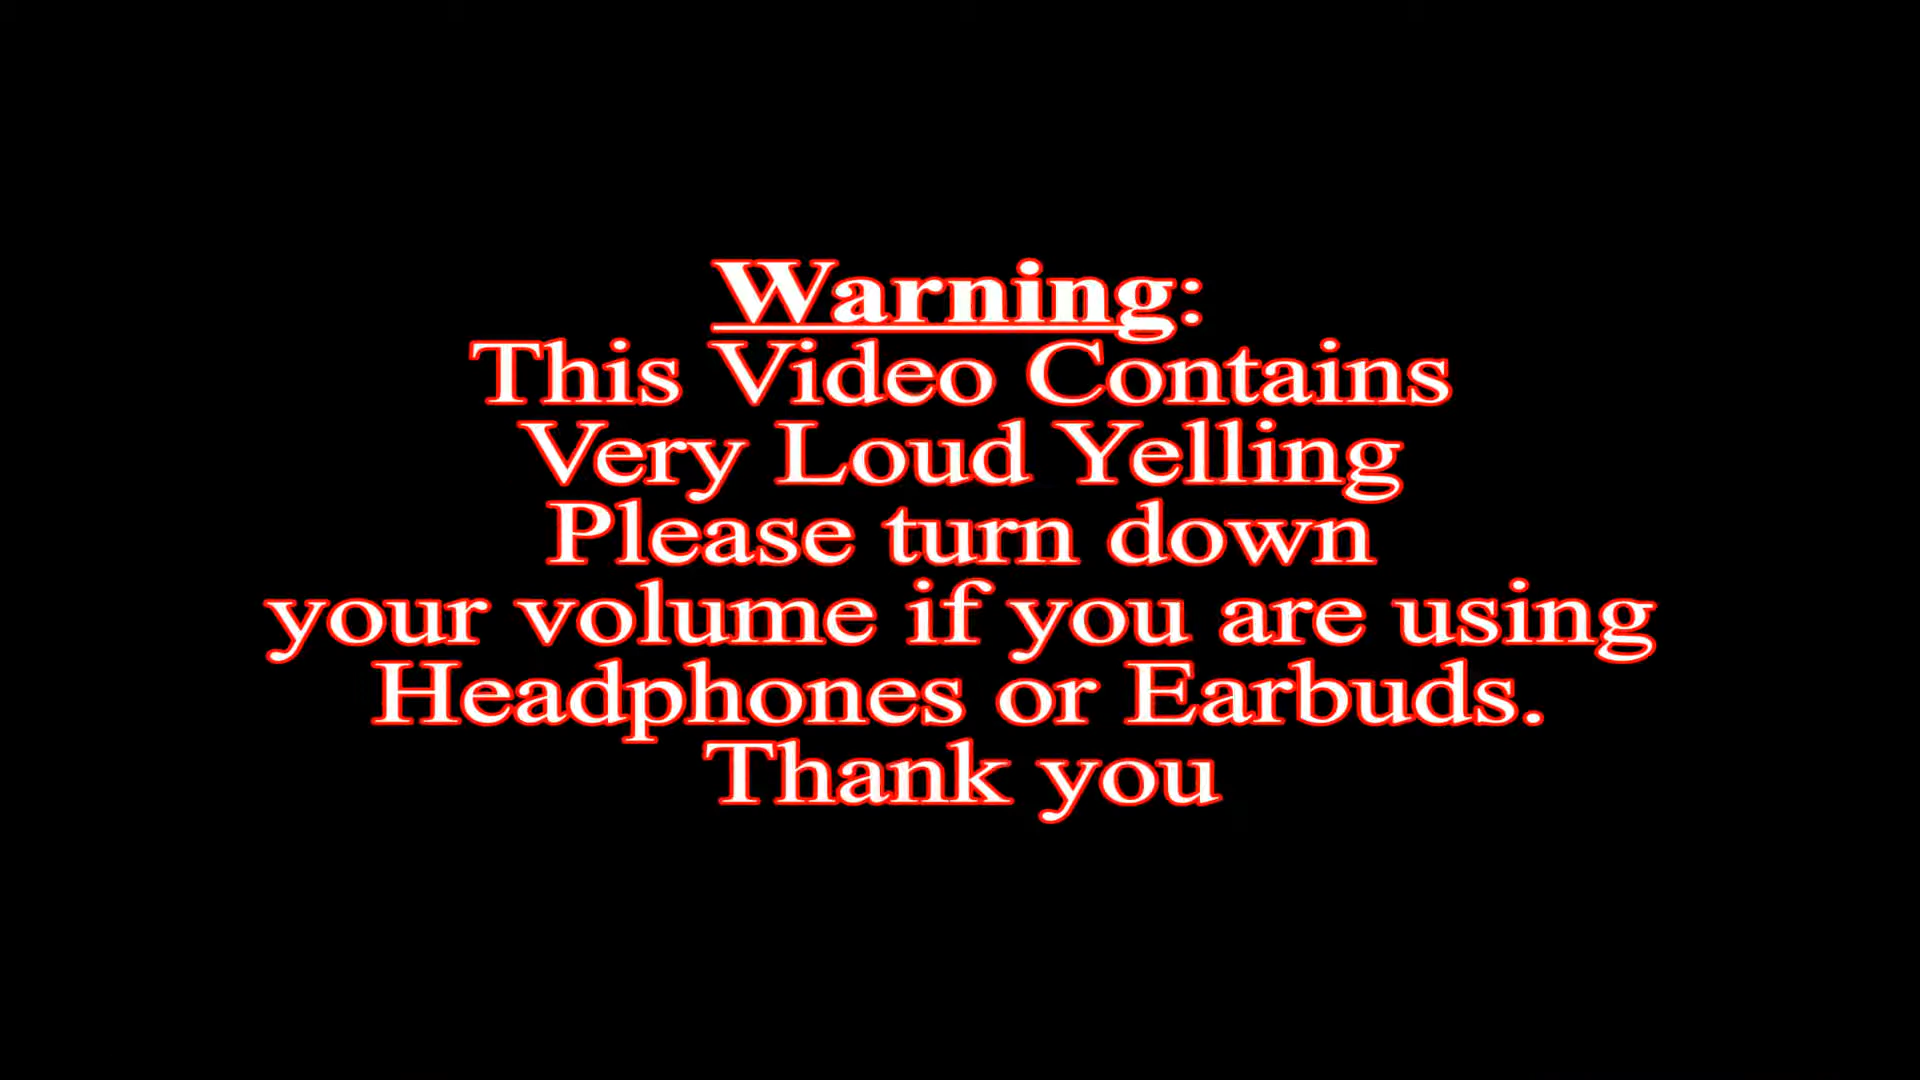 Warning:
This Video Contains
Very Loud Yelling
Please turn down
your volume if you are using
Headphones or Earbuds.
Thank you